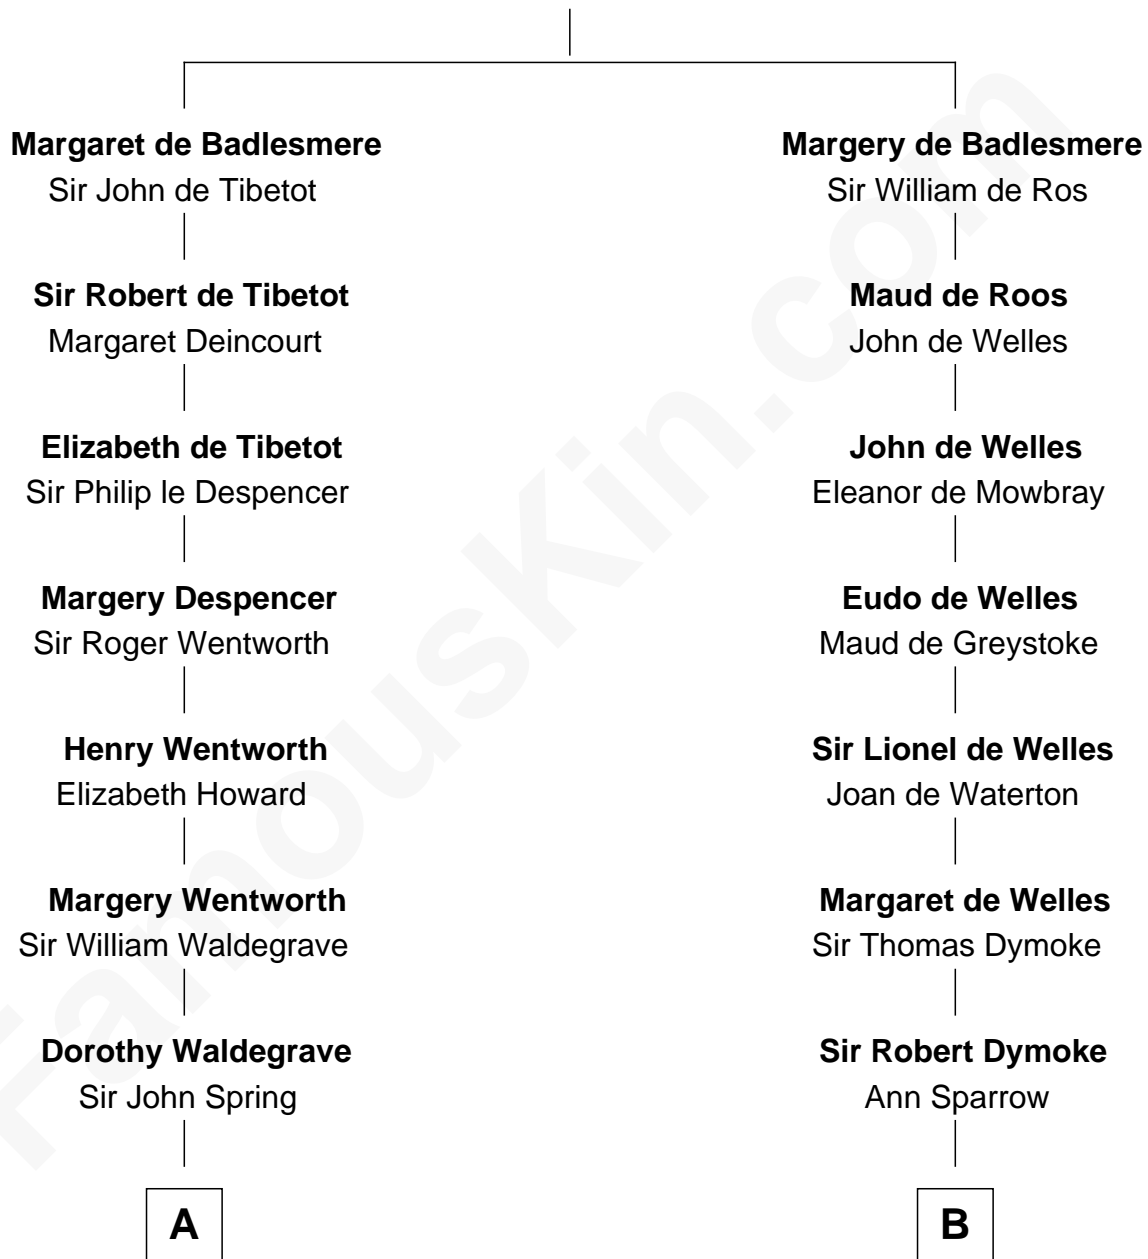 Margaret de Badlesmere
Sir John de Tibetot
Sir Robert de Tibetot
Margaret Deincourt
Elizabeth de Tibetot
Sir Philip le Despencer
Margery Despencer
Sir Roger Wentworth
Henry Wentworth
Elizabeth Howard
Margery Wentworth
Sir William Waldegrave
Dorothy Waldegrave
Sir John Spring
A
Margery de Badlesmere
Sir William de Ros
Maud de Roos
John de Welles
John de Welles
Eleanor de Mowbray
Eudo de Welles
Maud de Greystoke
Sir Lionel de Welles
Joan de Waterton
Margaret de Welles
Sir Thomas Dymoke
Sir Robert Dymoke
Ann Sparrow
B
FamousKin.com